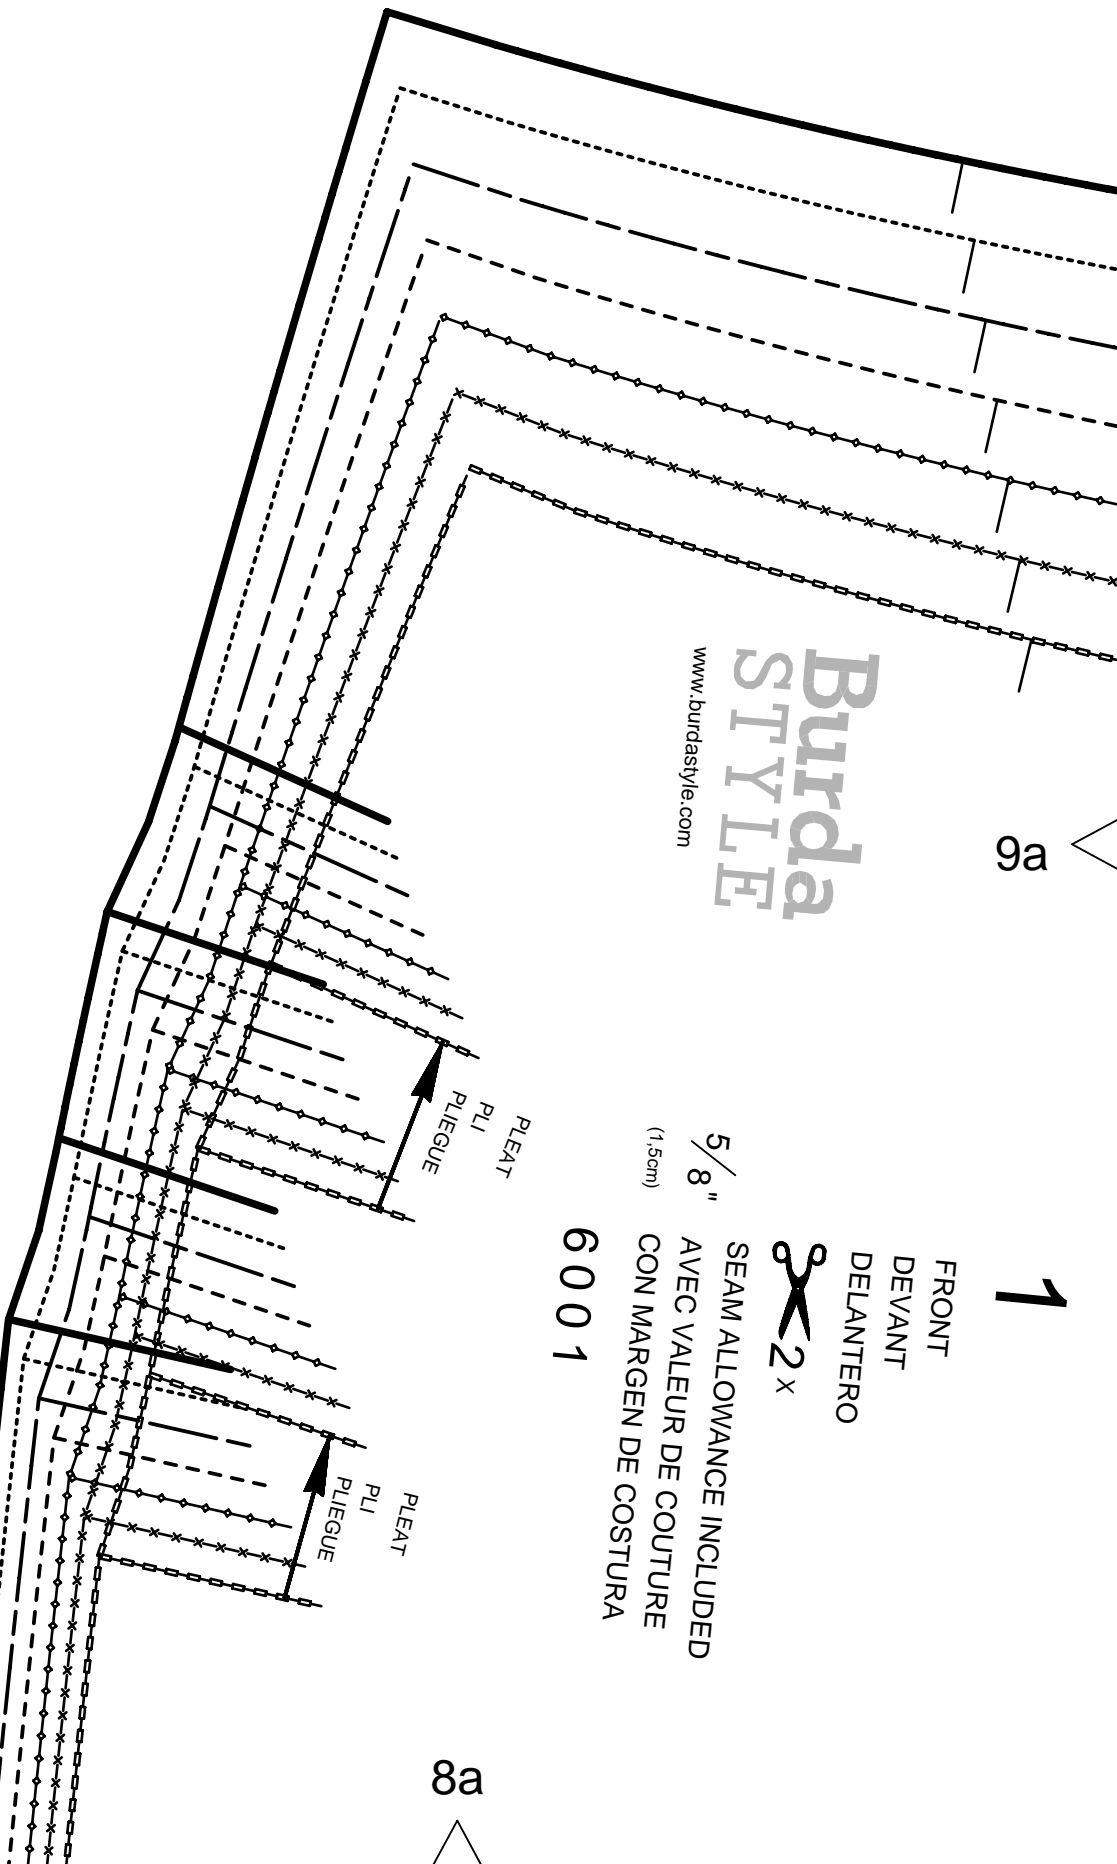 Burda
STYLE
www.burdastyle.com
9a
1
FRONT
DEVANT
DELANTERO
2 x
SEAM ALLOWANCE INCLUDED
5/8" AVEC VALEUR DE COUTURE
(1,5cm) CON MARGEN DE COSTURA
6001
PLEAT
PLI
PLIEGUE
PLEAT
PLI
PLIEGUE
8a